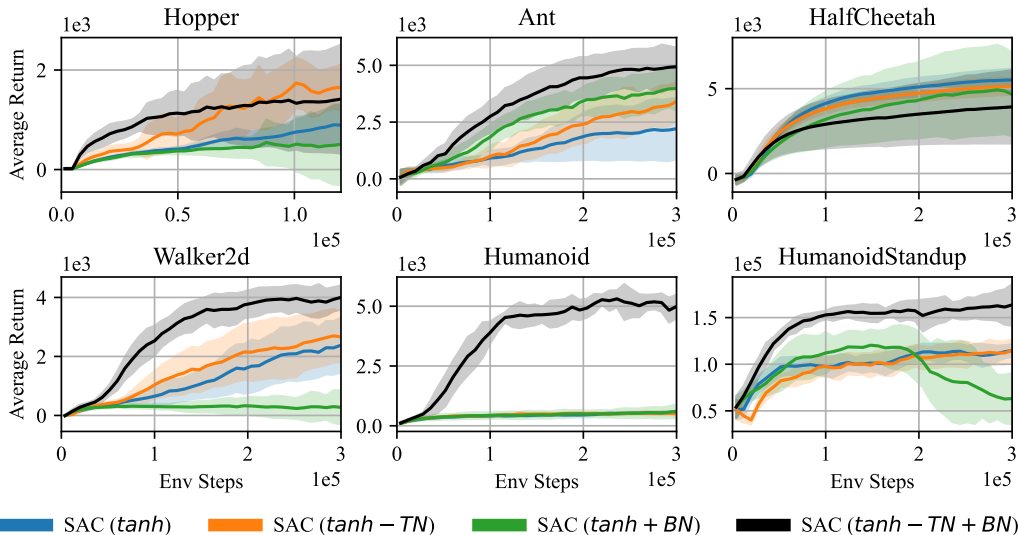 Hopper
Ant
HalfCheetah
1e3
1e3
1e3
Average Return
2
1
0
0.0
0.5
1.0
1e5
5.0
2.5
0.0
1
2
3
1e5
5
0
0
1
2
3
1e5
Walker2d
Humanoid
HumanoidStandup
1e3
1e3
1e5
Average Return
4
2
0
0
1
2
3
Env Steps
1e5
5.0
2.5
0.0
0
1
2
3
Env Steps
1e5
1.5
1.0
0.5
0
1
2
3
Env Steps
1e5
SAC (tanh)
SAC (tanh − TN)
SAC (tanh + BN)
SAC (tanh − TN + BN)